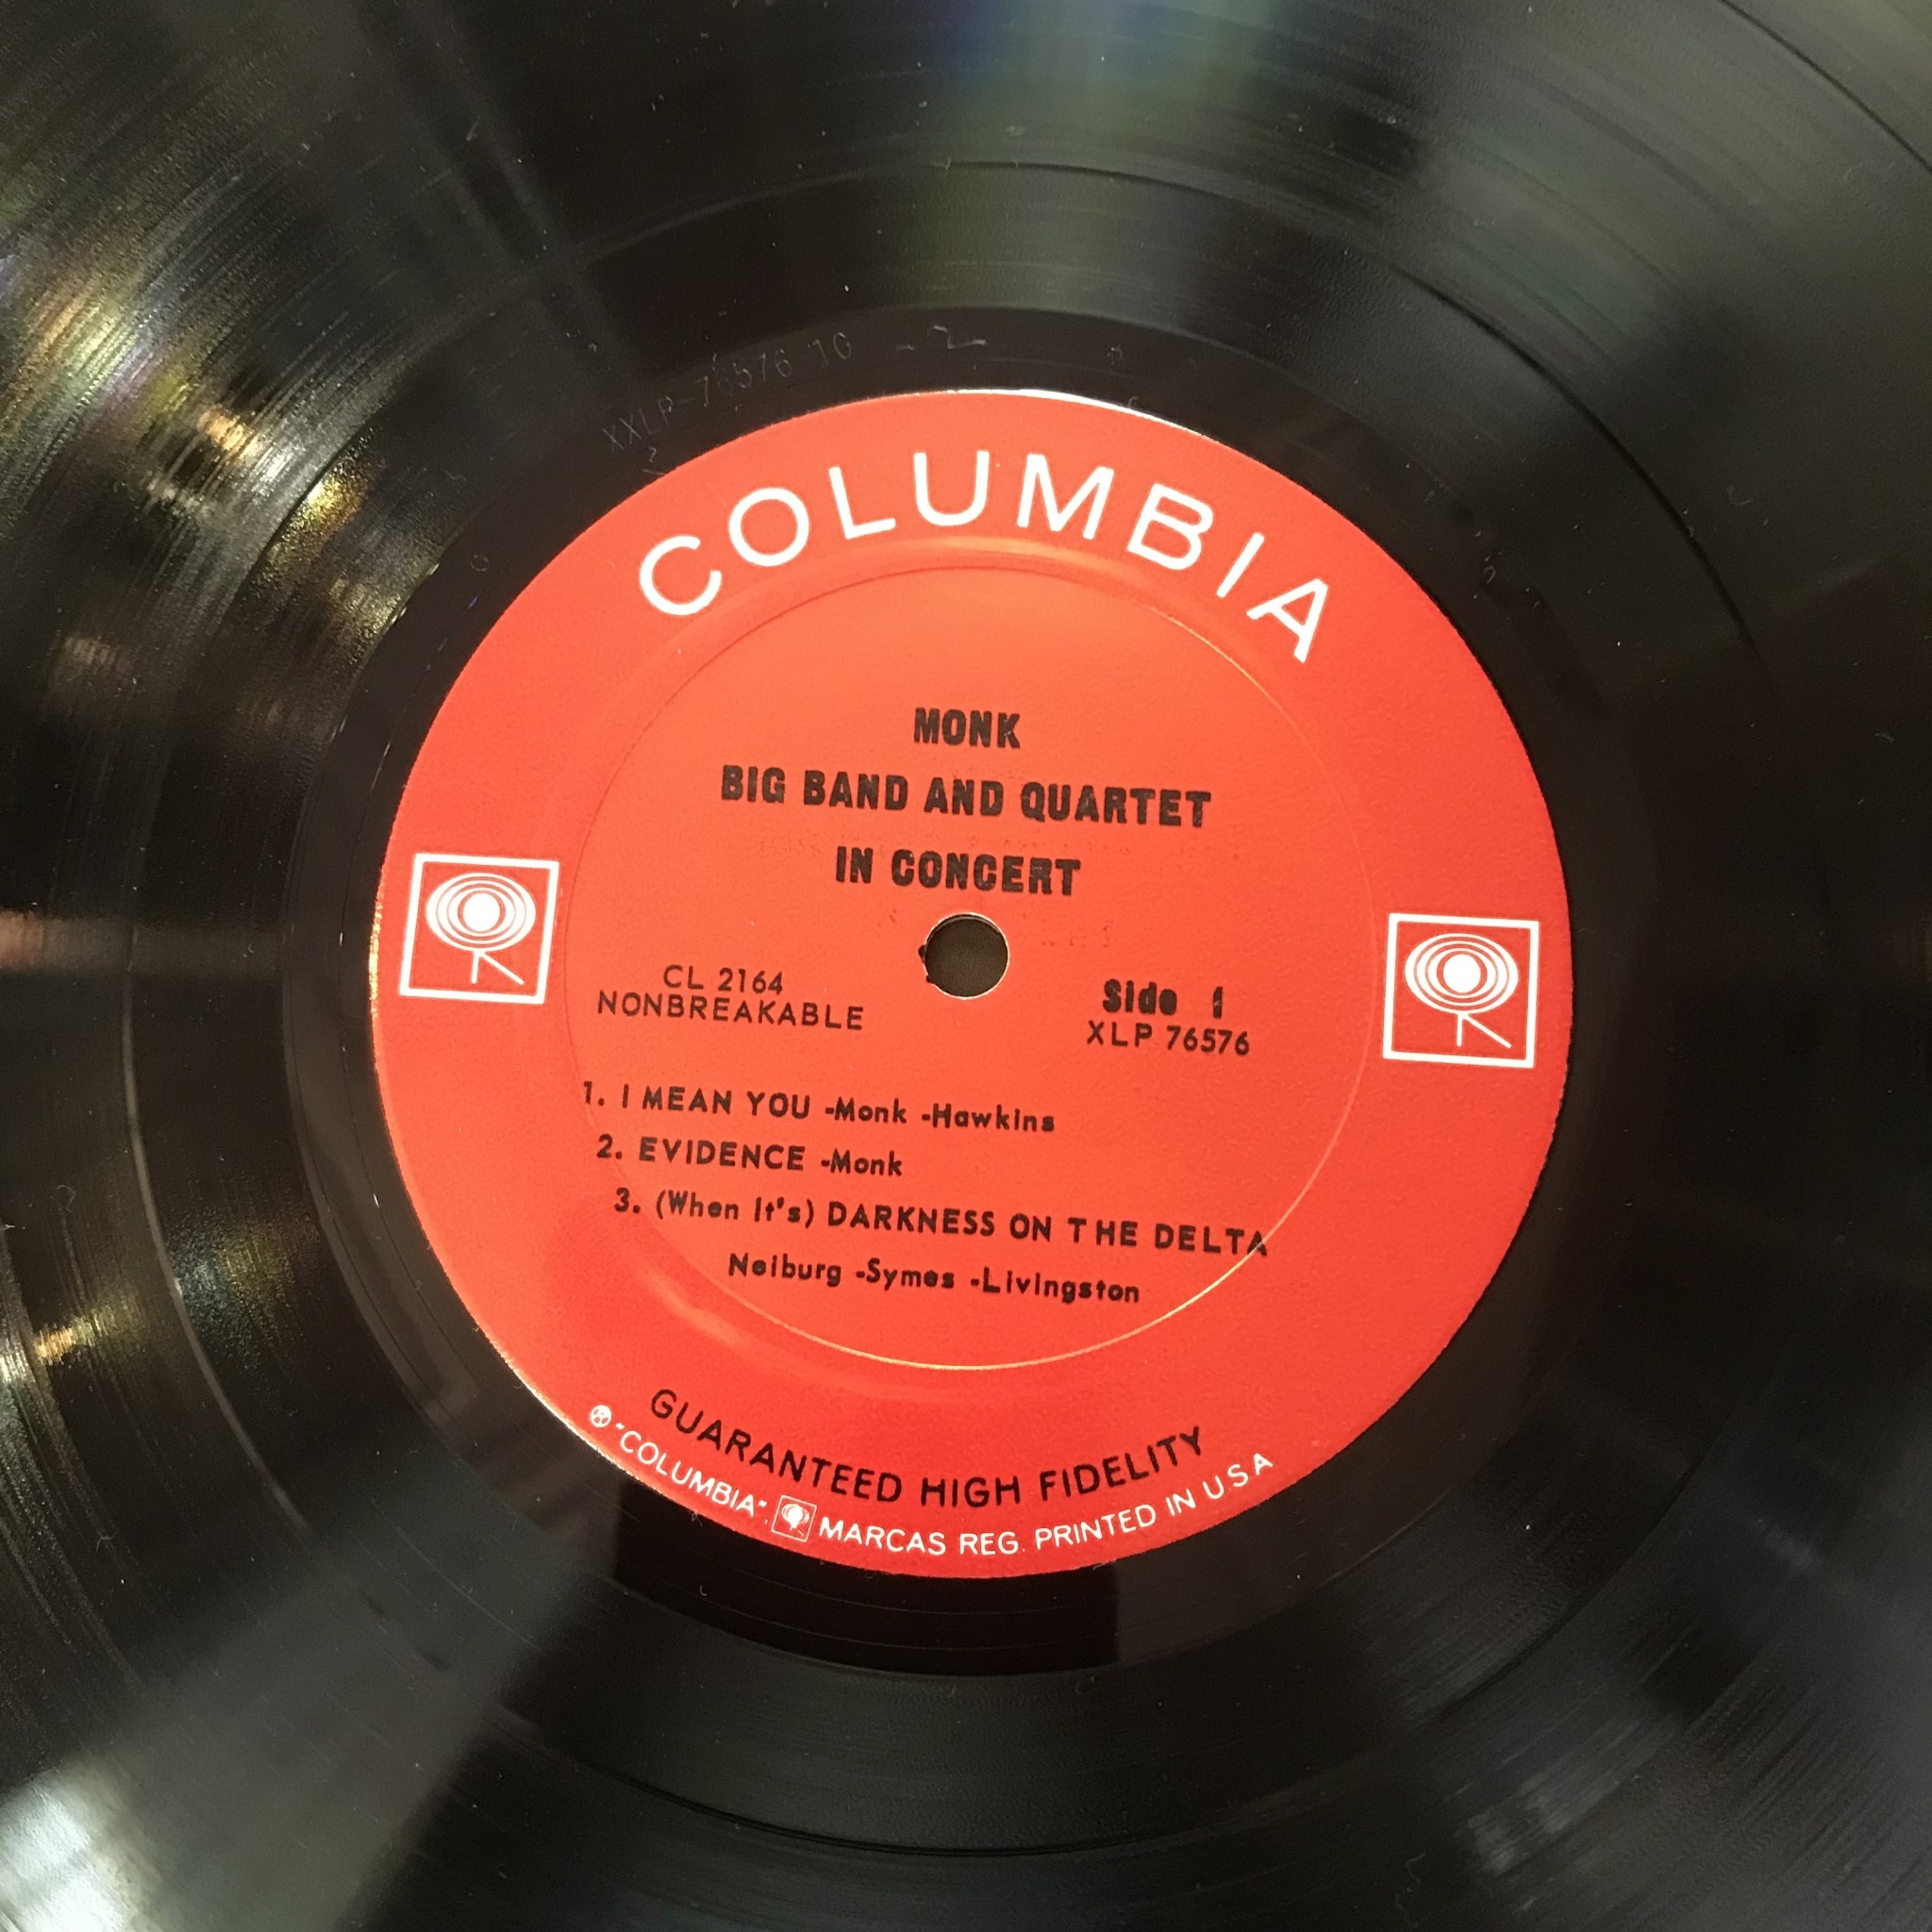 XXLP-76576 1C -2-
COLUMBIA
MONK
BIG BAND AND QUARTET
IN CONCERT
CL 2164
NONBREAKABLE
Side 1
XLP 76576
1. I MEAN YOU -Monk -Hawkins
2. EVIDENCE -Monk
3. (When It's) DARKNESS ON THE DELTA
Neiburg -Symes -Livingston
GUARANTEED HIGH FIDELITY
"COLUMBIA", MARCAS REG. PRINTED IN U.S.A